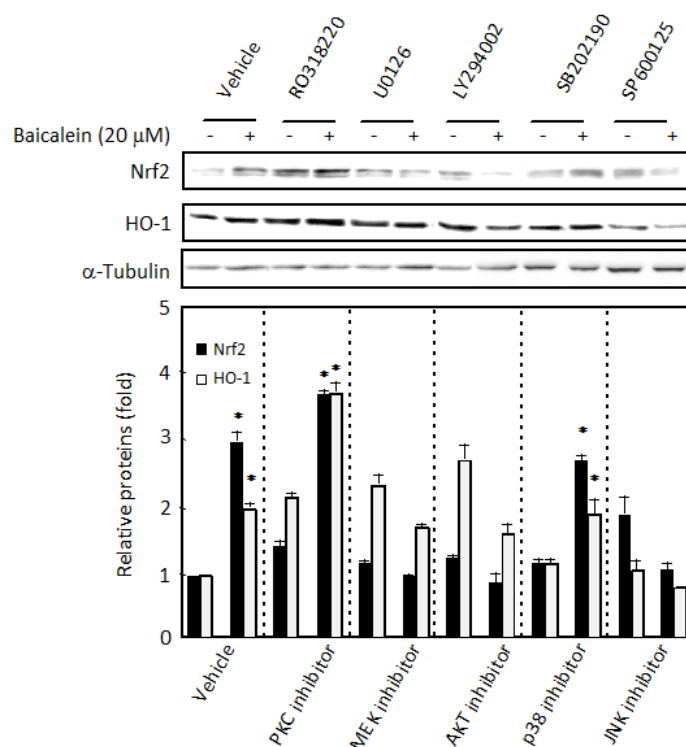 Vehicle RO318220 U0126 LY294002 SB202190 SP600125
Baicalein (20 μM) - + - + - + - + - + - +
Nrf2
HO-1
α-Tubulin
5
4
3
2
1
0
Relative proteins (fold)
Nrf2
HO-1
* * * * * *
Vehicle PKC inhibitor MEK inhibitor AKT inhibitor p38 inhibitor JNK inhibitor